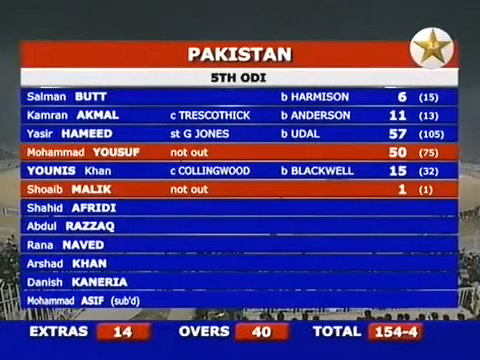 PAKISTAN
5TH ODI
Salman BUTT b HARMISON 6 (15)
Kamran AKMAL c TRESCOTHICK b ANDERSON 11 (13)
Yasir HAMEED st G JONES b UDAL 57 (105)
Mohammad YOUSUF not out 50 (75)
YOUNIS Khan c COLLINGWOOD b BLACKWELL 15 (32)
Shoaib MALIK not out 1 (1)
Shahid AFRIDI
Abdul RAZZAQ
Rana NAVED
Arshad KHAN
Danish KANERIA
Mohammad ASIF (sub'd)
EXTRAS 14 OVERS 40 TOTAL 154-4